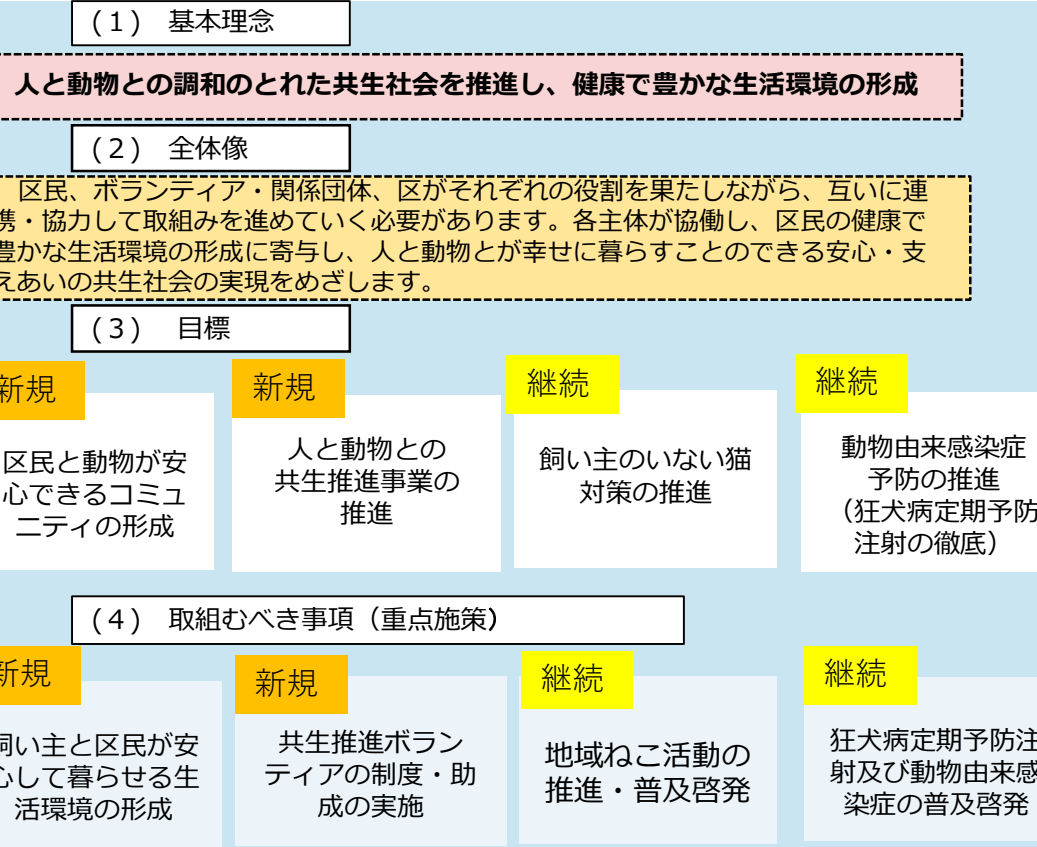 (1) 基本理念
人と動物との調和のとれた共生社会を推進し、健康で豊かな生活環境の形成
(2) 全体像
区民、ボランティア・関係団体、区がそれぞれの役割を果たしながら、互いに連
携・協力して取組みを進めていく必要があります。各主体が協働し、区民の健康で
豊かな生活環境の形成に寄与し、人と動物とが幸せに暮らすことのできる安心・支
えあいの共生社会の実現をめざします。
(3) 目標
新規
区民と動物が安
心できるコミュ
ニティの形成
新規
人と動物との
共生推進事業の
推進
継続
飼い主のいない猫
対策の推進
継続
動物由来感染症
予防の推進
（狂犬病定期予防
注射の徹底）
(4) 取組むべき事項（重点施策）
新規
飼い主と区民が安
心して暮らせる生
活環境の形成
新規
共生推進ボラン
ティアの制度・助
成の実施
継続
地域ねこ活動の
推進・普及啓発
継続
狂犬病定期予防注
射及び動物由来感
染症の普及啓発